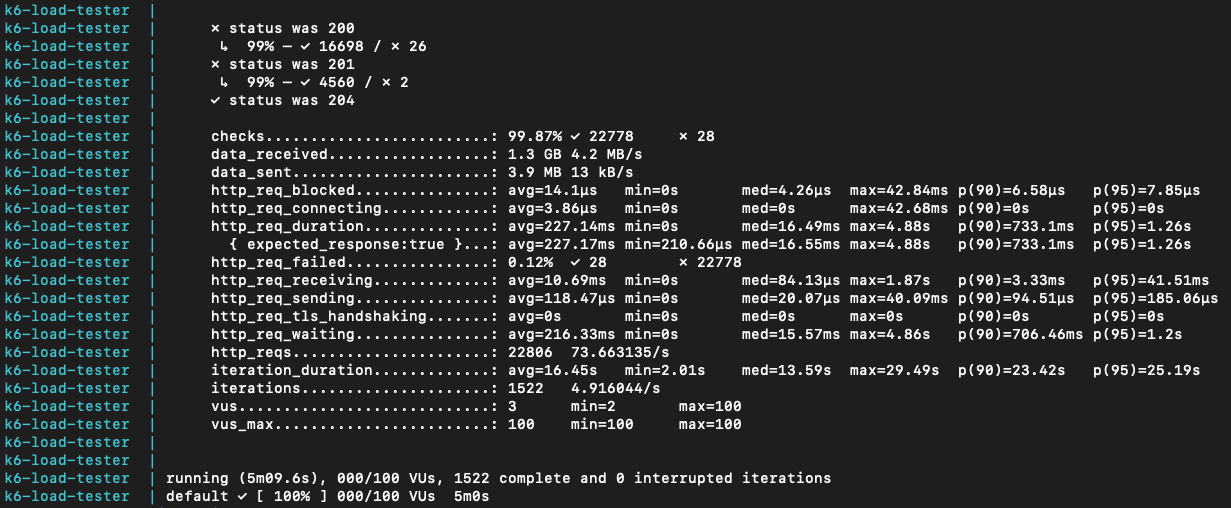 k6-load-tester |
k6-load-tester | ✗ status was 200
k6-load-tester | ↳ 99% — ✓ 16698 / ✗ 26
k6-load-tester | ✗ status was 201
k6-load-tester | ↳ 99% — ✓ 4560 / ✗ 2
k6-load-tester | ✓ status was 204
k6-load-tester |
k6-load-tester | checks.........................: 99.87% ✓ 22778 ✗ 28
k6-load-tester | data_received..................: 1.3 GB 4.2 MB/s
k6-load-tester | data_sent......................: 3.9 MB 13 kB/s
k6-load-tester | http_req_blocked...............: avg=14.1µs min=0s med=4.26µs max=42.84ms p(90)=6.58µs p(95)=7.85µs
k6-load-tester | http_req_connecting............: avg=3.86µs min=0s med=0s max=42.68ms p(90)=0s p(95)=0s
k6-load-tester | http_req_duration..............: avg=227.14ms min=0s med=16.49ms max=4.88s p(90)=733.1ms p(95)=1.26s
k6-load-tester | { expected_response:true }...: avg=227.17ms min=210.66µs med=16.55ms max=4.88s p(90)=733.1ms p(95)=1.26s
k6-load-tester | http_req_failed................: 0.12% ✓ 28 ✗ 22778
k6-load-tester | http_req_receiving.............: avg=10.69ms min=0s med=84.13µs max=1.87s p(90)=3.33ms p(95)=41.51ms
k6-load-tester | http_req_sending...............: avg=118.47µs min=0s med=20.07µs max=40.09ms p(90)=94.51µs p(95)=185.06µs
k6-load-tester | http_req_tls_handshaking.......: avg=0s min=0s med=0s max=0s p(90)=0s p(95)=0s
k6-load-tester | http_req_waiting...............: avg=216.33ms min=0s med=15.57ms max=4.86s p(90)=706.46ms p(95)=1.2s
k6-load-tester | http_reqs......................: 22806 73.663135/s
k6-load-tester | iteration_duration.............: avg=16.45s min=2.01s med=13.59s max=29.49s p(90)=23.42s p(95)=25.19s
k6-load-tester | iterations.....................: 1522 4.916044/s
k6-load-tester | vus............................: 3 min=2 max=100
k6-load-tester | vus_max........................: 100 min=100 max=100
k6-load-tester |
k6-load-tester |
k6-load-tester | running (5m09.6s), 000/100 VUs, 1522 complete and 0 interrupted iterations
k6-load-tester | default ✓ [ 100% ] 000/100 VUs 5m0s